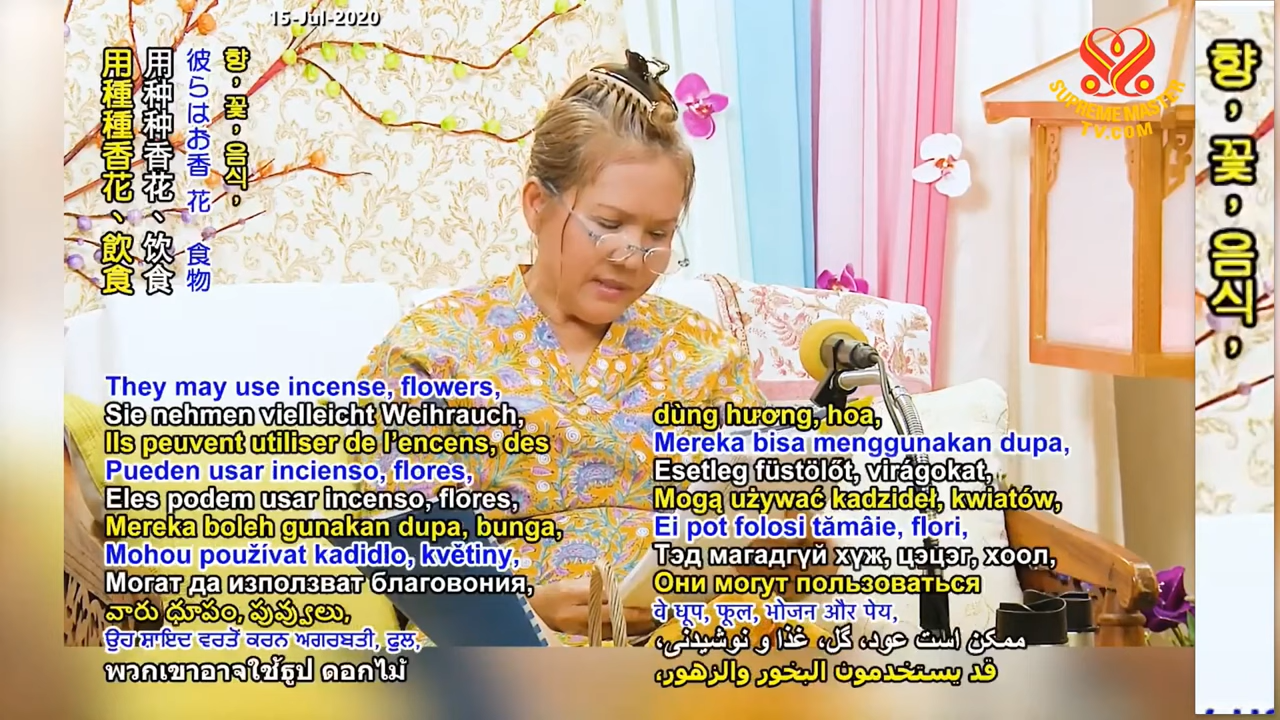 15-Jul-2020
SUPREME MASTER
TV.COM
향, 꽃, 음식,
彼らはお香 花 食物
用种种香花、饮食
用種種香花、飲食
They may use incense, flowers,
Sie nehmen vielleicht Weihrauch,
Ils peuvent utiliser de l'encens, des
Pueden usar incienso, flores,
Eles podem usar incenso, flores,
Mereka boleh gunakan dupa, bunga,
Mohou používat kadidlo, květiny,
Могат да използват благовония,
వారు ధూపం, పువ్వులు,
ਉਹ ਸ਼ਾਇਦ ਵਰਤੋਂ ਕਰਨ ਅਗਰਬਤੀ, ਫੁਲ,
พวกเขาอาจใช้ธูป ดอกไม้
dùng hương, hoa,
Mereka bisa menggunakan dupa,
Esetleg füstölőt, virágokat,
Mogą używać kadzideł, kwiatów,
Ei pot folosi tămâie, flori,
Тэд магадгүй хүж, цэцэг, хоол,
Они могут пользоваться
वे धूप, फूल, भोजन और पेय,
ممکن است عود، گل، غذا و نوشیدنی،
قد يستخدمون البخور والزهور،
향, 꽃, 음식,